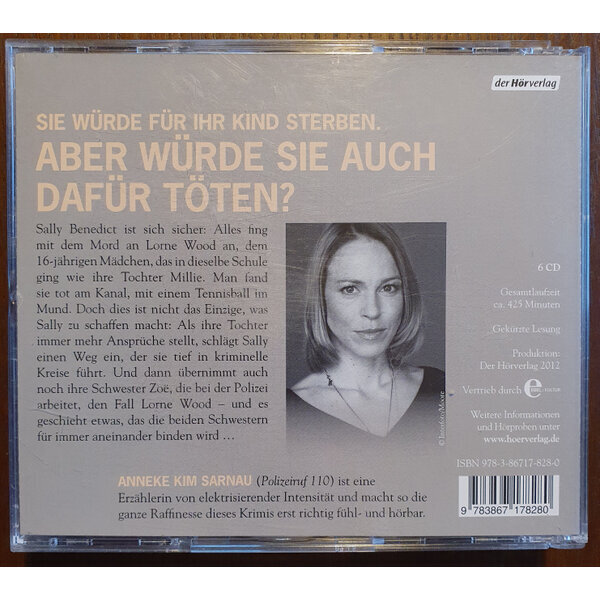 der Hörverlag
SIE WÜRDE FÜR IHR KIND STERBEN.
ABER WÜRDE SIE AUCH
DAFÜR TÖTEN?
Sally Benedict ist sich sicher: Alles fing
mit dem Mord an Lorne Wood an, dem
16-jährigen Mädchen, das in dieselbe Schule
ging wie ihre Tochter Millie. Man fand
sie tot am Kanal, mit einem Tennisball im
Mund. Doch dies ist nicht das Einzige, was
Sally zu schaffen macht: Als ihre Tochter
immer mehr Ansprüche stellt, schlägt Sally
einen Weg ein, der sie tief in kriminelle
Kreise führt. Und dann übernimmt auch
noch ihre Schwester Zoë, die bei der Polizei
arbeitet, den Fall Lorne Wood – und es
geschieht etwas, das die beiden Schwestern
für immer aneinander binden wird …
© Interfoto/Moore
ANNEKE KIM SARNAU (Polizeiruf 110) ist eine
Erzählerin von elektrisierender Intensität und macht so die
ganze Raffinesse dieses Krimis erst richtig fühl- und hörbar.
6 CD
Gesamtlaufzeit
ca. 425 Minuten
Gekürzte Lesung
Produktion:
Der Hörverlag 2012
Vertrieb durch e EDEL : KULTUR
Weitere Informationen
und Hörproben unter
www.hoerverlag.de
ISBN 978-3-86717-828-0
9 783867 178280